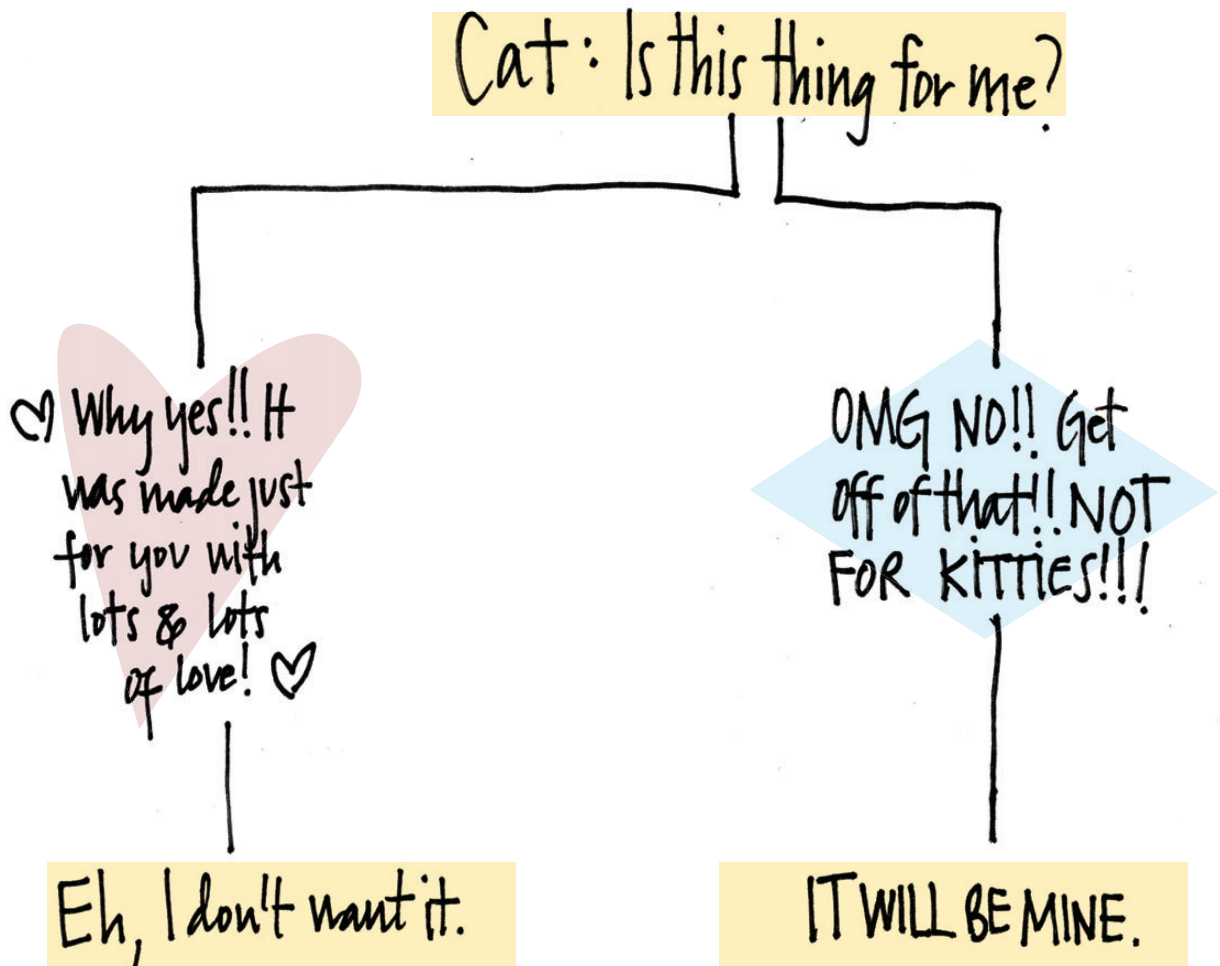 Cat: Is this thing for me?
♡ Why yes!! It
was made just
for you with
lots & lots
of love! ♡
OMG NO!! Get
off of that!! NOT
FOR KITTIES!!!
Eh, I don't want it.
IT WILL BE MINE.